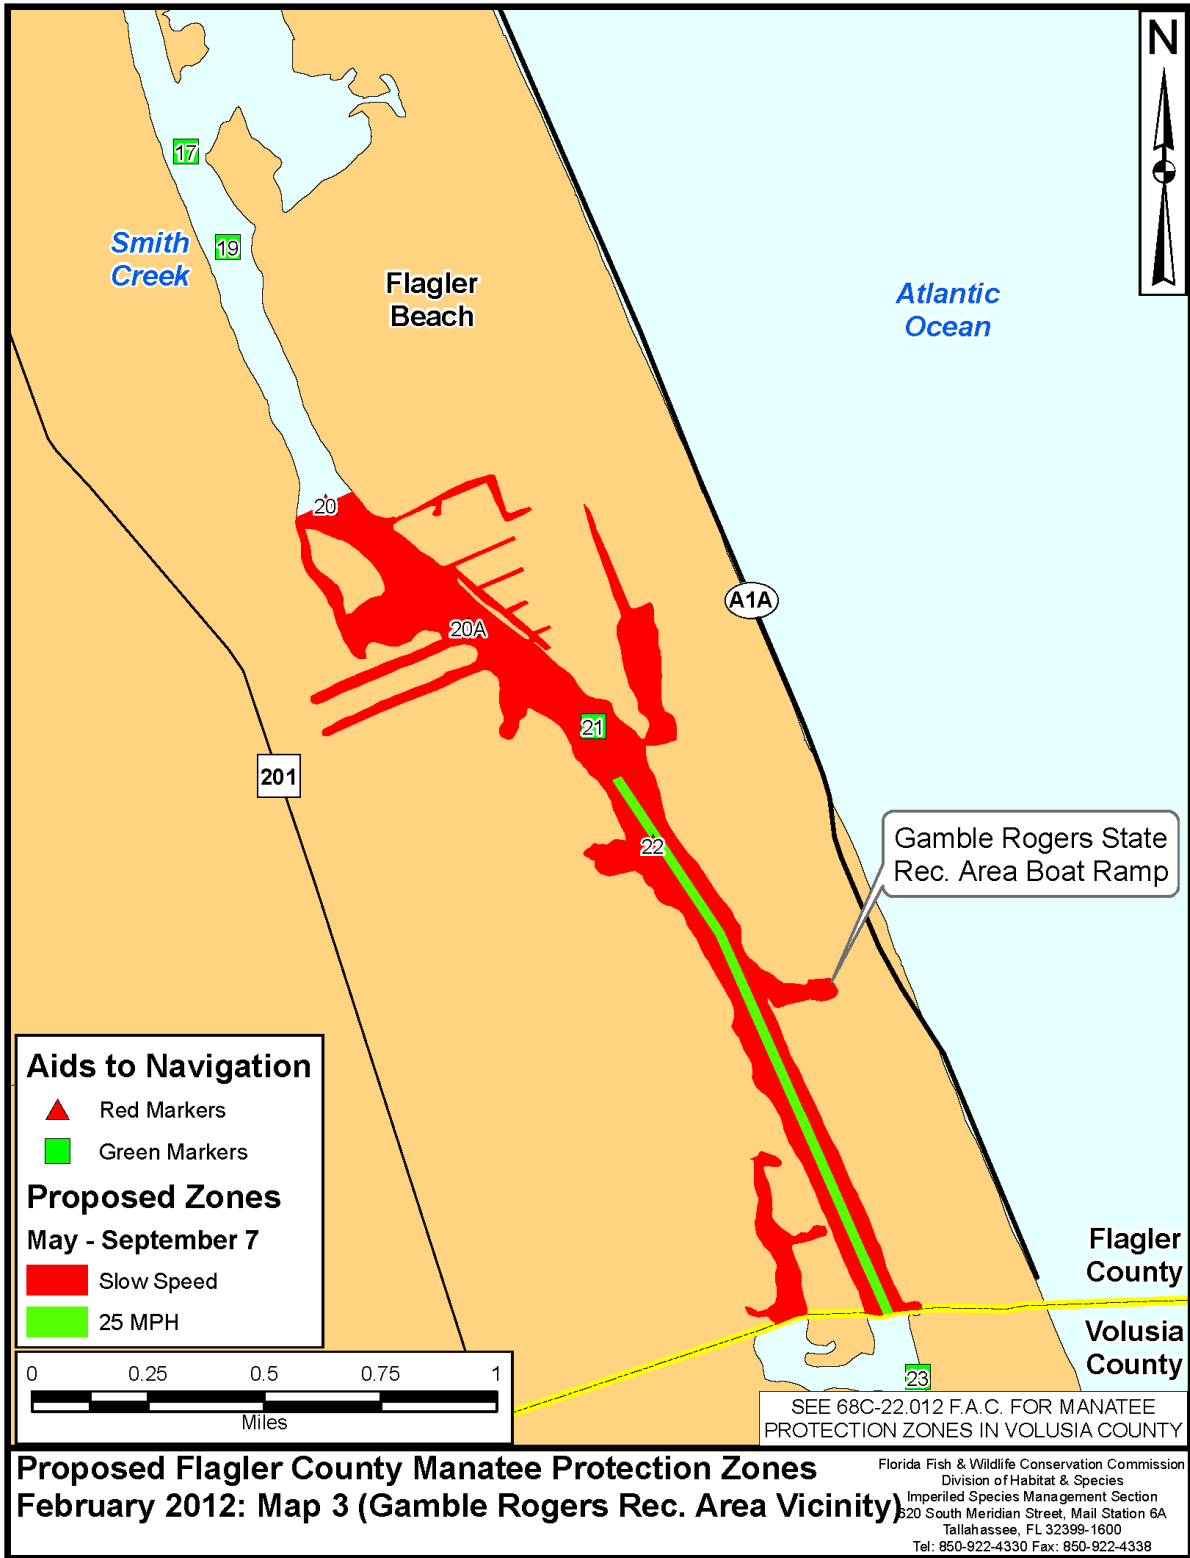 N
17
19
Smith
Creek
Flagler
Beach
Atlantic
Ocean
20
A1A
20A
21
201
22
Gamble Rogers State
Rec. Area Boat Ramp
Aids to Navigation
Red Markers
Green Markers
Proposed Zones
May - September 7
Slow Speed
25 MPH
Flagler
County
Volusia
County
23
0 0.25 0.5 0.75 1
Miles
SEE 68C-22.012 F.A.C. FOR MANATEE
PROTECTION ZONES IN VOLUSIA COUNTY
Proposed Flagler County Manatee Protection Zones
February 2012: Map 3 (Gamble Rogers Rec. Area Vicinity)
Florida Fish & Wildlife Conservation Commission
Division of Habitat & Species
Imperiled Species Management Section
620 South Meridian Street, Mail Station 6A
Tallahassee, FL 32399-1600
Tel: 850-922-4330 Fax: 850-922-4338